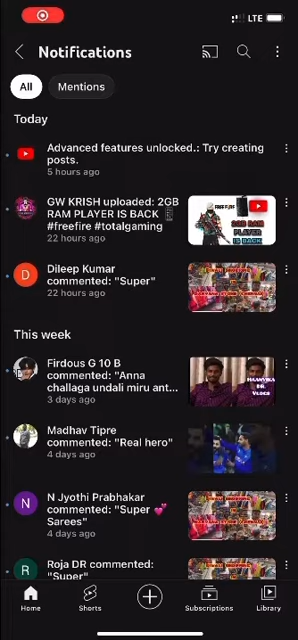 LTE
Notifications
All
Mentions
Today
Advanced features unlocked.: Try creating
posts.
5 hours ago
GW KRISH uploaded: 2GB
RAM PLAYER IS BACK
#freefire #totalgaming
22 hours ago
FREE FIRE
2GB RAM
PLAYER
IS BACK
D
Dileep Kumar
commented: "Super"
22 hours ago
This week
Firdous G 10 B
commented: "Anna
challaga undali miru ant...
3 days ago
DR
Vlogs
Madhav Tipre
commented: "Real hero"
4 days ago
N
N Jyothi Prabhakar
commented: "Super 💕
Sarees"
4 days ago
R
Roja DR commented:
"Super"
Home
Shorts
Subscriptions
Library